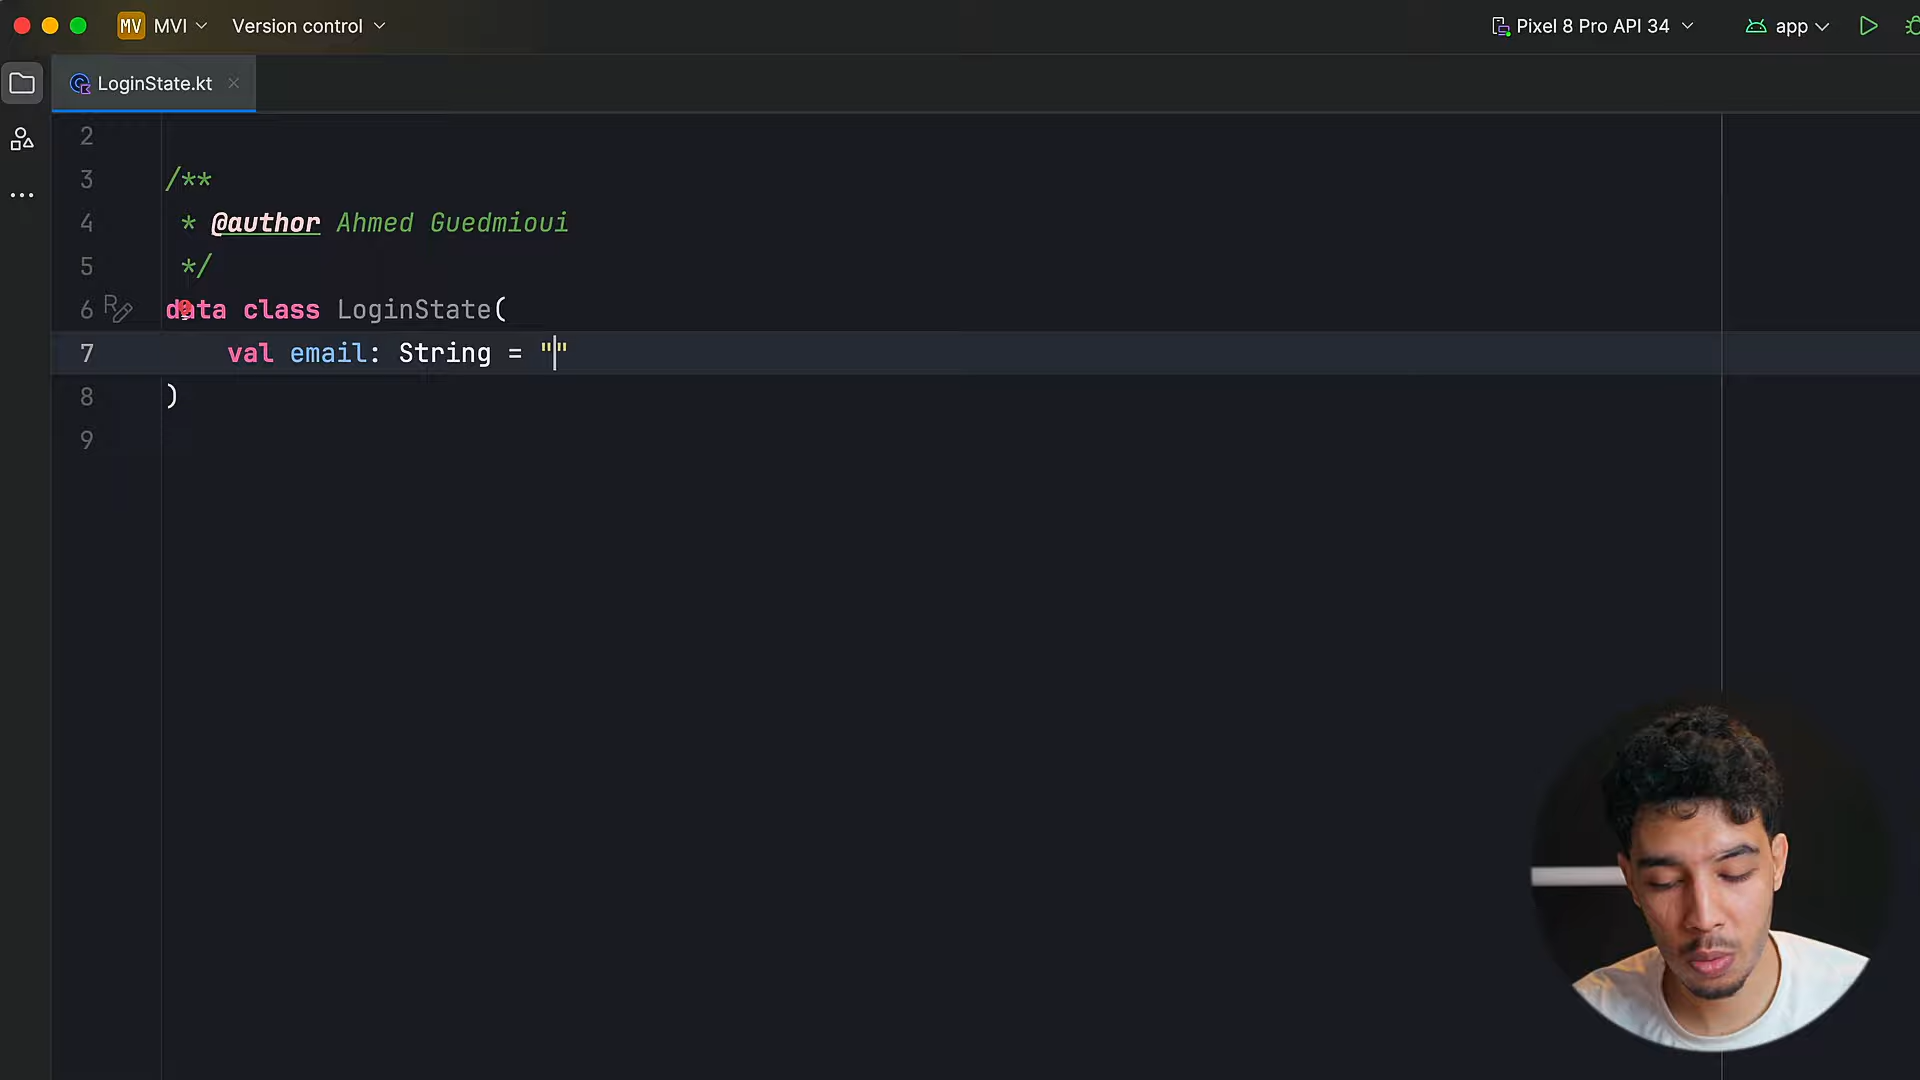 MV MVI Version control Pixel 8 Pro API 34 app
LoginState.kt
2
3 /**
4 * @author Ahmed Guedmioui
5 */
6 data class LoginState(
7 val email: String = ""
8 )
9